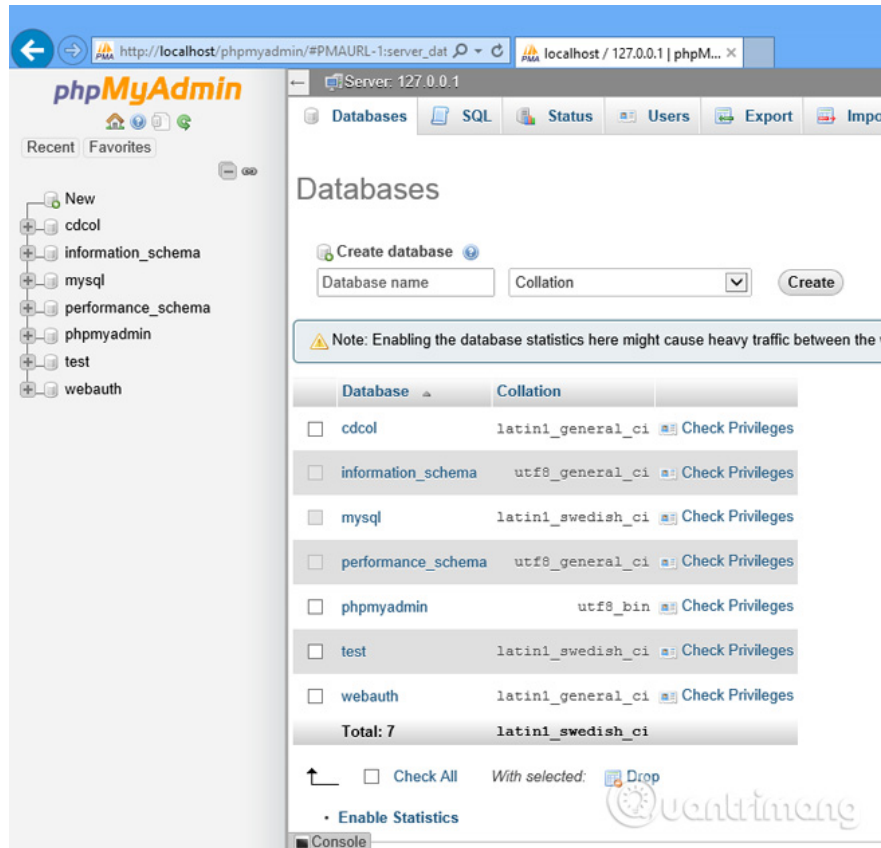 http://localhost/phpmyadmin/#PMAURL-1:server_dat
localhost / 127.0.0.1 | phpM...
phpMyAdmin
Recent Favorites
New
cdcol
information_schema
mysql
performance_schema
phpmyadmin
test
webauth
Server: 127.0.0.1
Databases SQL Status Users Export Impo
Databases
Create database
Database name Collation Create
Note: Enabling the database statistics here might cause heavy traffic between the
Database Collation
cdcol latin1_general_ci Check Privileges
information_schema utf8_general_ci Check Privileges
mysql latin1_swedish_ci Check Privileges
performance_schema utf8_general_ci Check Privileges
phpmyadmin utf8_bin Check Privileges
test latin1_swedish_ci Check Privileges
webauth latin1_general_ci Check Privileges
Total: 7 latin1_swedish_ci
Check All With selected: Drop
Quantrimang
Enable Statistics
Console